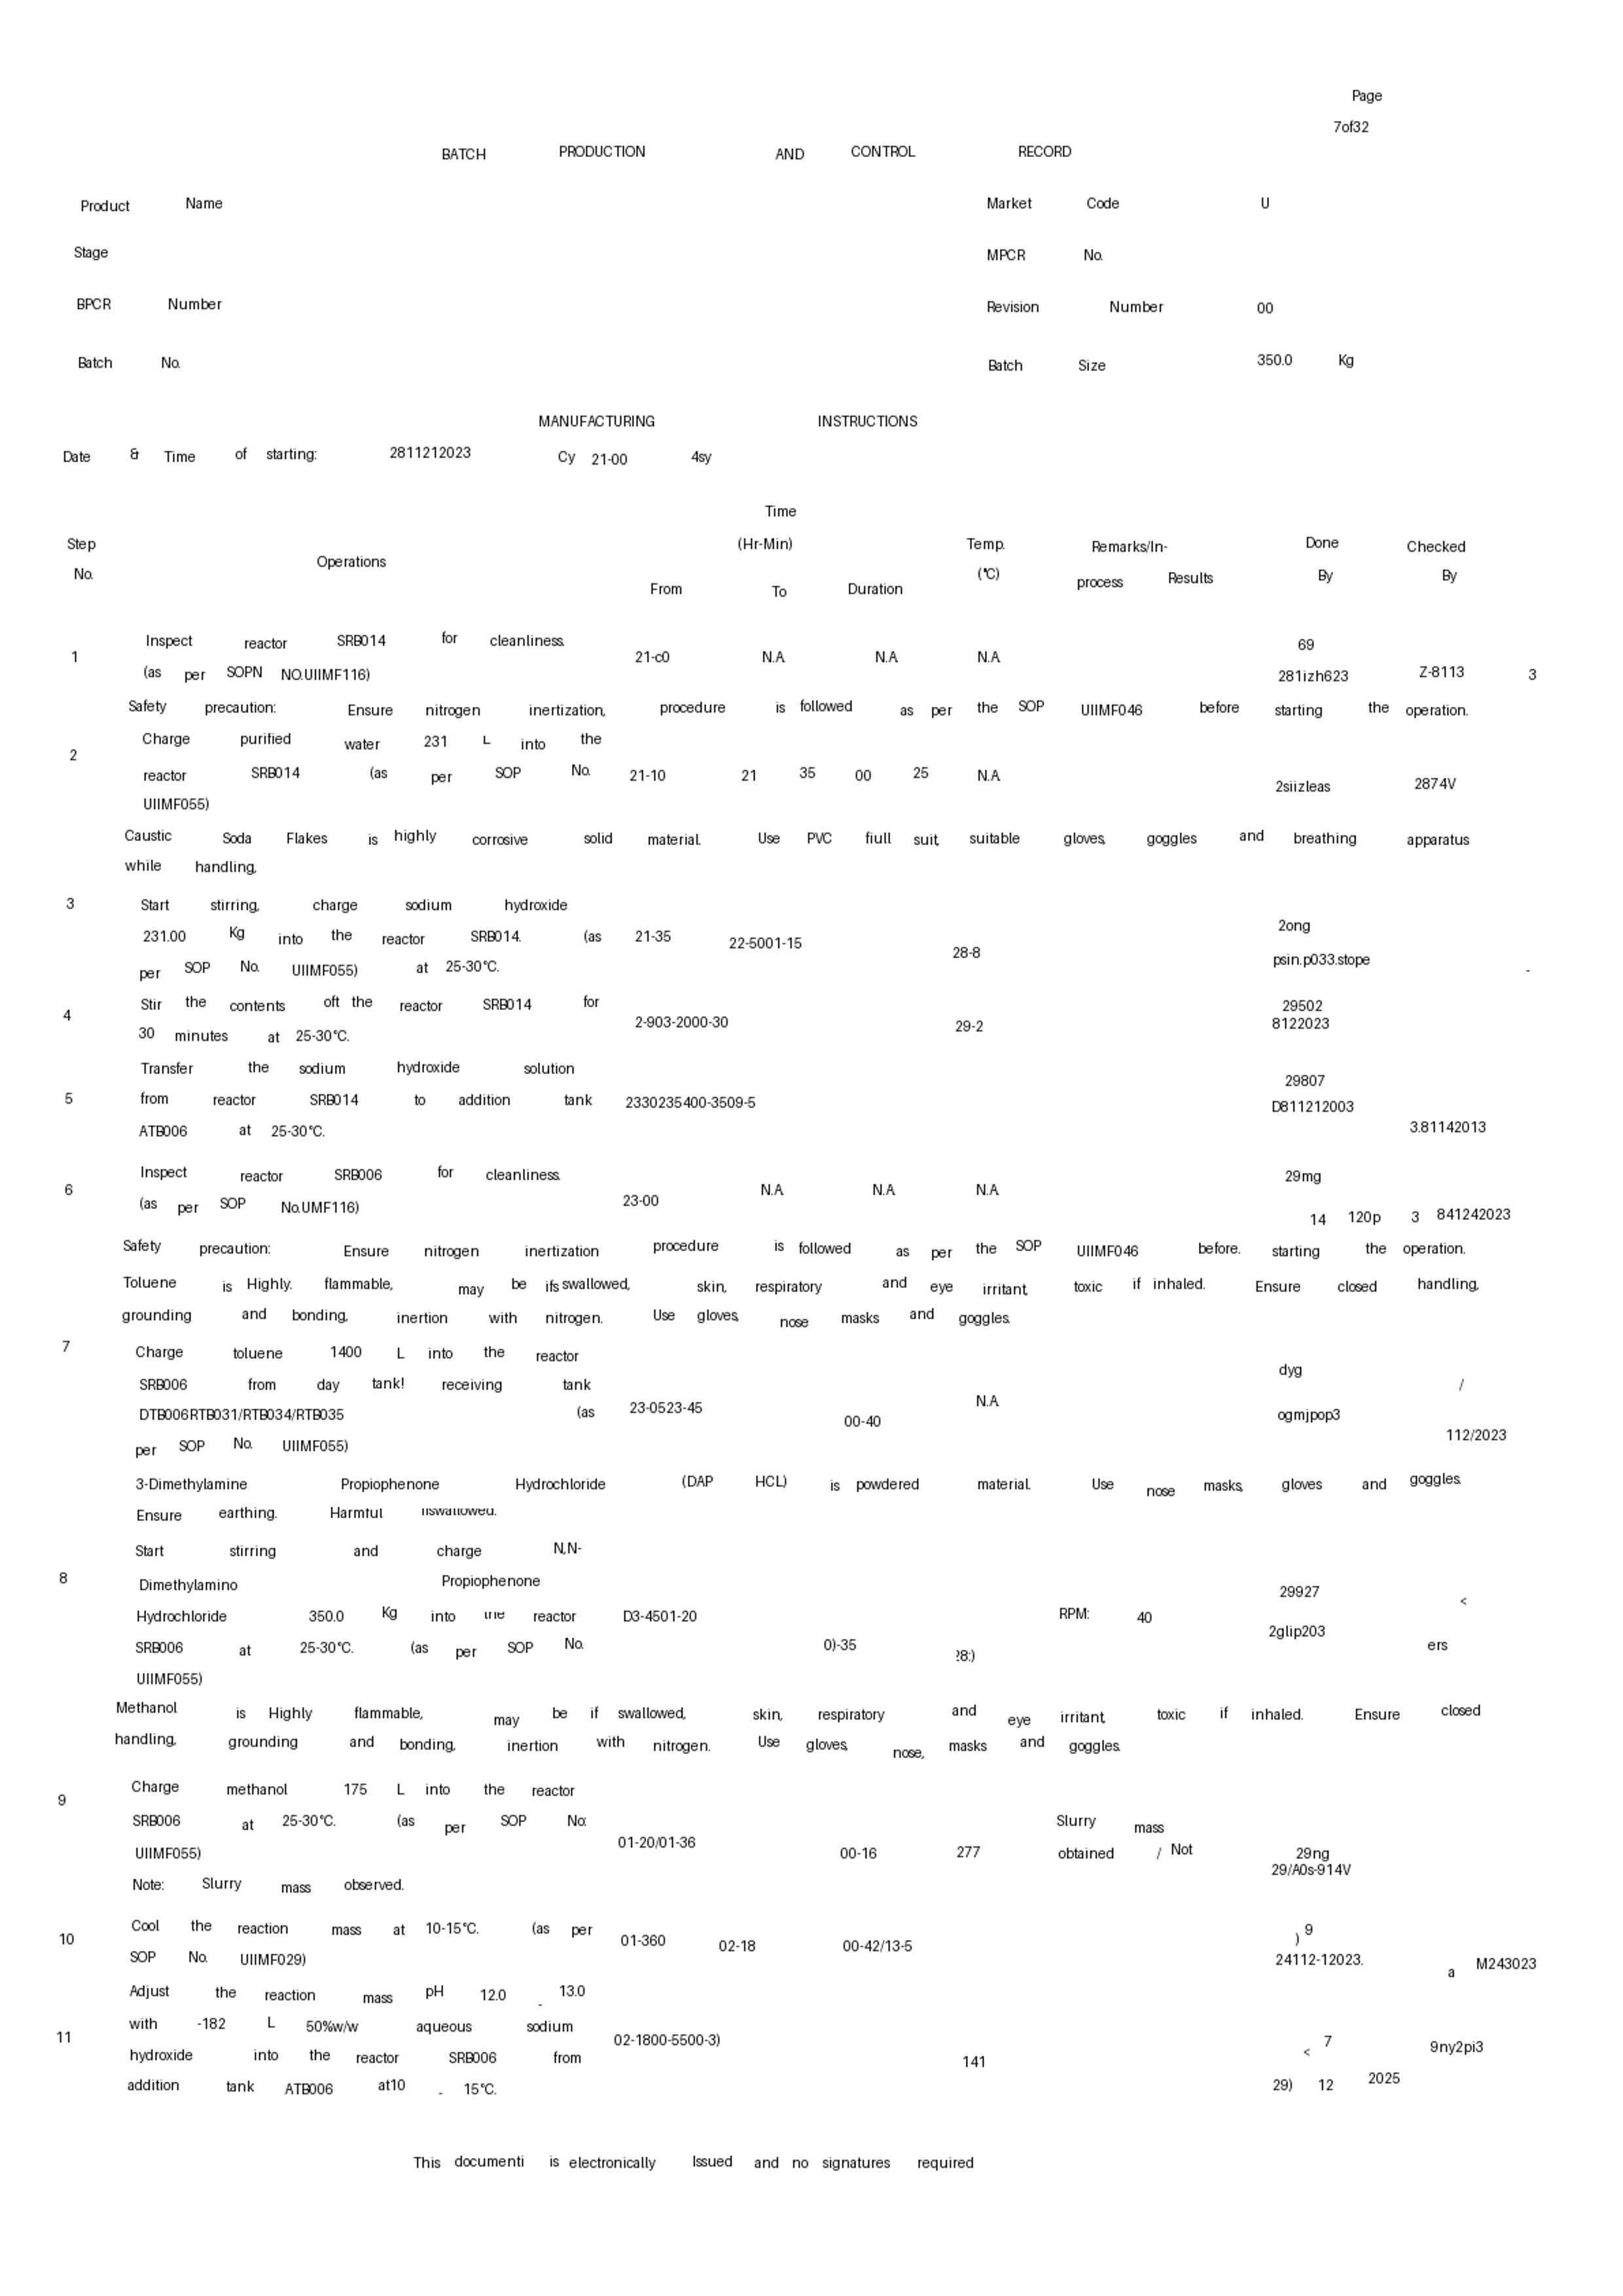 Page
7of32
BATCH PRODUCTION AND CONTROL RECORD
Product Name Market Code U
Stage MPCR No.
BPCR Number Revision Number 00
Batch No. Batch Size 350.0 Kg
MANUFACTURING INSTRUCTIONS
Date & Time of starting: 2811212023 Cy 21-00 4sy
Time
Step (Hr-Min) Temp. Remarks/In- Done Checked
No. Operations (°C) process Results By By
From To Duration
Inspect reactor SRB014 for cleanliness. 69
1 21-c0 N.A N.A N.A
(as per SOPN NO.UIIMF116) 281izh623 Z-8113 3
Safety precaution: Ensure nitrogen inertization, procedure is followed as per the SOP UIIMF046 before starting the operation.
Charge purified water 231 L into the
2
reactor SRB014 (as per SOP No. 21-10 21 35 00 25 N.A 2siizleas 2874V
UIIMF055)
Caustic Soda Flakes is highly corrosive solid material. Use PVC fiull suit, suitable gloves, goggles and breathing apparatus
while handling,
3 Start stirring, charge sodium hydroxide
231.00 Kg into the reactor SRB014. (as 21-35 22-5001-15 28-8 2ong
per SOP No. UIIMF055) at 25-30°C. psin.p033.stope -
Stir the contents oft the reactor SRB014 for 29502
4 2-903-2000-30 29-2 8122023
30 minutes at 25-30°C.
Transfer the sodium hydroxide solution 29807
5 from reactor SRB014 to addition tank 2330235400-3509-5 D811212003
ATB006 at 25-30°C. 3.81142013
Inspect reactor SRB006 for cleanliness. 29mg
6 N.A N.A N.A
(as per SOP No.UMF116) 23-00 14 120p 3 841242023
Safety precaution: Ensure nitrogen inertization procedure is followed as per the SOP UIIMF046 before. starting the operation.
Toluene is Highly. flammable, may be ifs swallowed, skin, respiratory and eye irritant, toxic if inhaled. Ensure closed handling,
grounding and bonding, inertion with nitrogen. Use gloves, nose masks and goggles.
7 Charge toluene 1400 L into the reactor dyg
SRB006 from day tank! receiving tank /
DTB006RTB031/RTB034/RTB035 (as 23-0523-45 00-40 N.A ogmjpop3
per SOP No. UIIMF055) 112/2023
3-Dimethylamine Propiophenone Hydrochloride (DAP HCL) is powdered material. Use nose masks, gloves and goggles.
Ensure earthing. Harmful iswallowed.
Start stirring and charge N,N-
8 Dimethylamino Propiophenone 29927 <
Hydrochloride 350.0 Kg into the reactor D3-4501-20 RPM: 40 2glip203
SRB006 at 25-30°C. (as per SOP No. 0)-35 28:) ers
UIIMF055)
Methanol is Highly flammable, may be if swallowed, skin, respiratory and eye irritant, toxic if inhaled. Ensure closed
handling, grounding and bonding, inertion with nitrogen. Use gloves, nose, masks and goggles.
9 Charge methanol 175 L into the reactor
SRB006 at 25-30°C. (as per SOP No: Slurry mass
UIIMF055) 01-20/01-36 00-16 277 obtained / Not 29ng
29/A0s-914V
Note: Slurry mass observed.
Cool the reaction mass at 10-15°C. (as per 9
10 01-360 02-18 00-42/13-5 )
SOP No. UIIMF029) 24112-12023. a M243023
Adjust the reaction mass pH 12.0 - 13.0
11 with -182 L 50%w/w aqueous sodium 02-1800-5500-3) 7
hydroxide into the reactor SRB006 from 141 < 9ny2pi3
addition tank ATB006 at10 - 15°C. 29) 12 2025
This documenti is electronically Issued and no signatures required